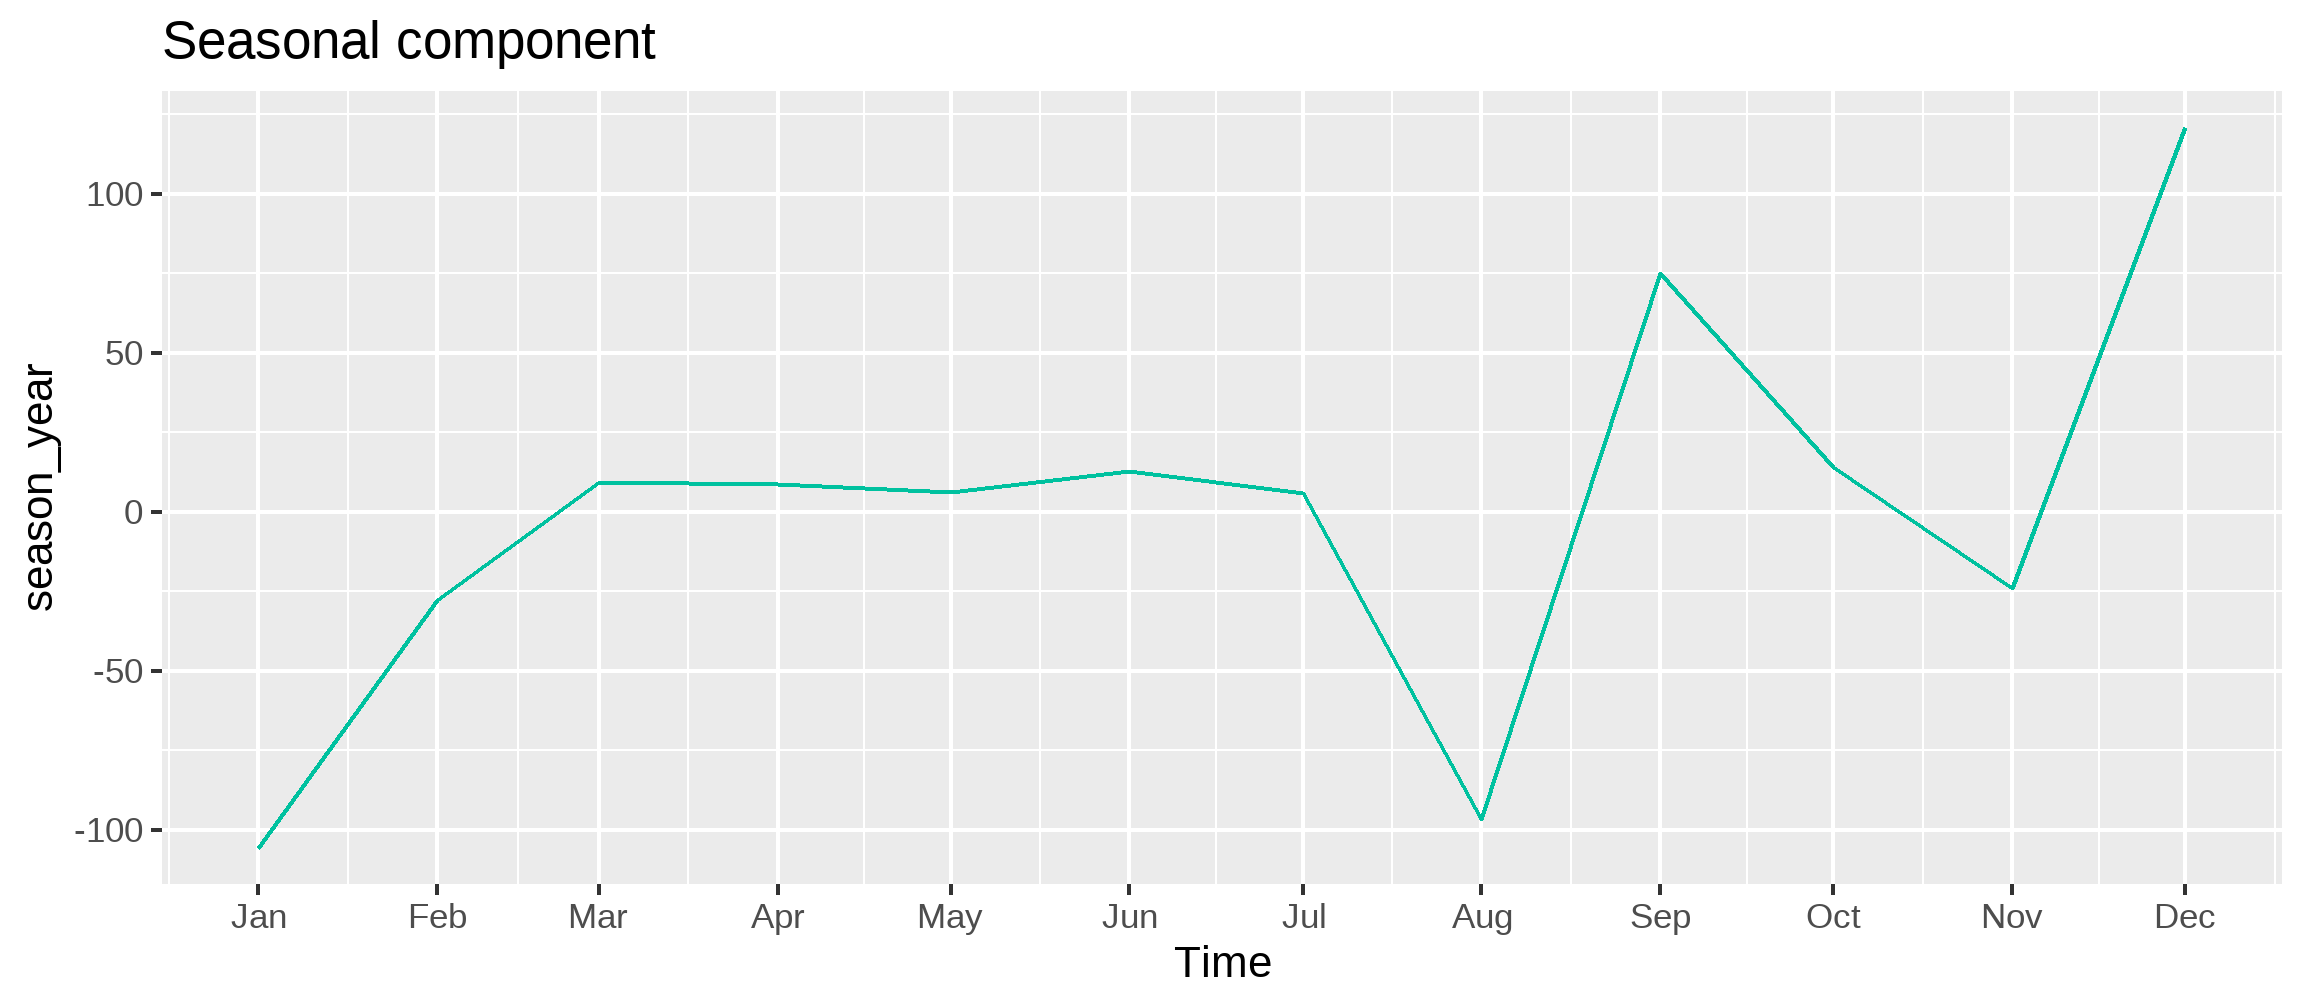 Seasonal component
season_year
100
50
0
-50
-100
Jan Feb Mar Apr May Jun Jul Aug Sep Oct Nov Dec
Time